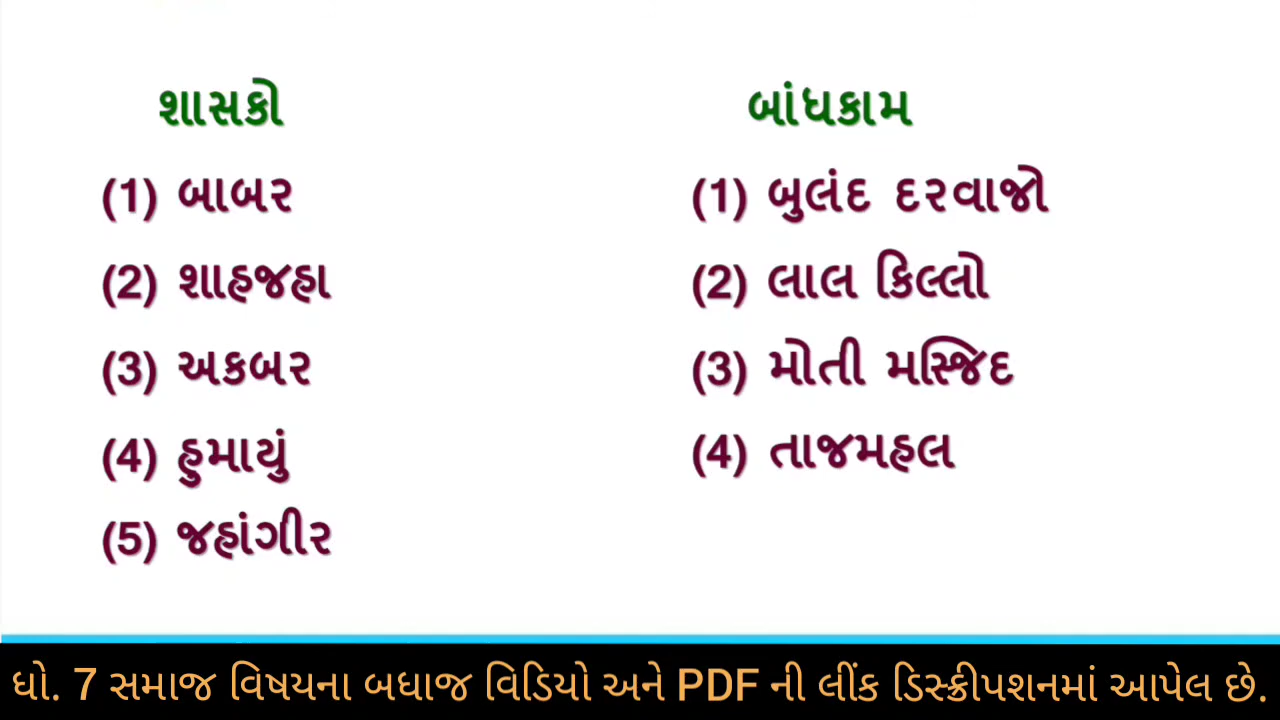 શાસકો બાંધકામ
(1) બાબર (1) બુલંદ દરવાજો
(2) શાહજહા (2) લાલ કિલ્લો
(3) અકબર (3) મોતી મસ્જિદ
(4) હુમાયું (4) તાજમહલ
(5) જહાંગીર
ધો. 7 સમાજ વિષયના બધાજ વિડિયો અને PDF ની લીંક ડિસ્ક્રીપશનમાં આપેલ છે.